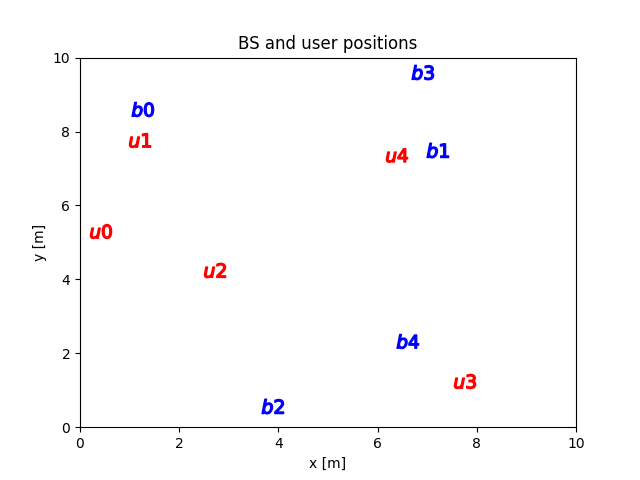 BS and user positions
10
b3
b0
8
u1
u4 b1
6
u0
y [m]
u2
4
b4
2
u3
b2
0
0 2 4 6 8 10
x [m]